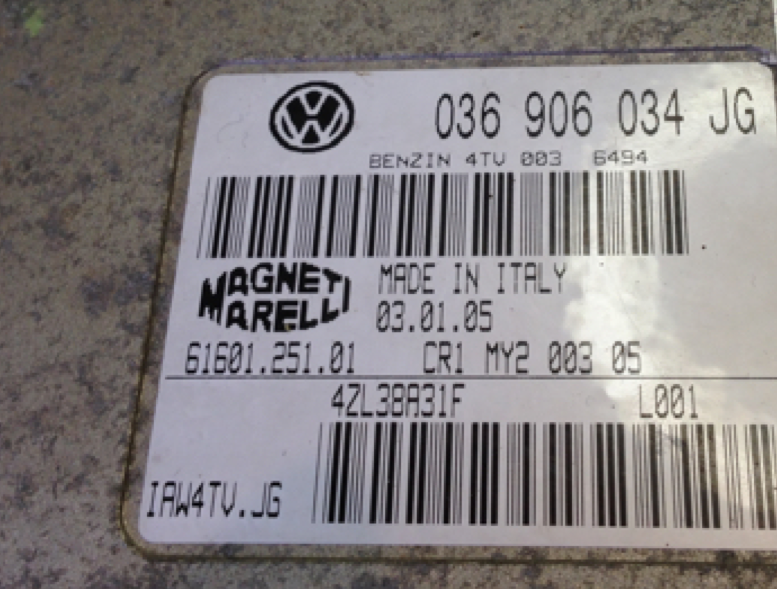 036 906 034 JG
BENZIN 4TV 003 6494
MAGNETI
MARELLI
MADE IN ITALY
03.01.05
61601.251.01 CR1 MY2 003 05
4ZL38A31F L001
IAW4TV.JG